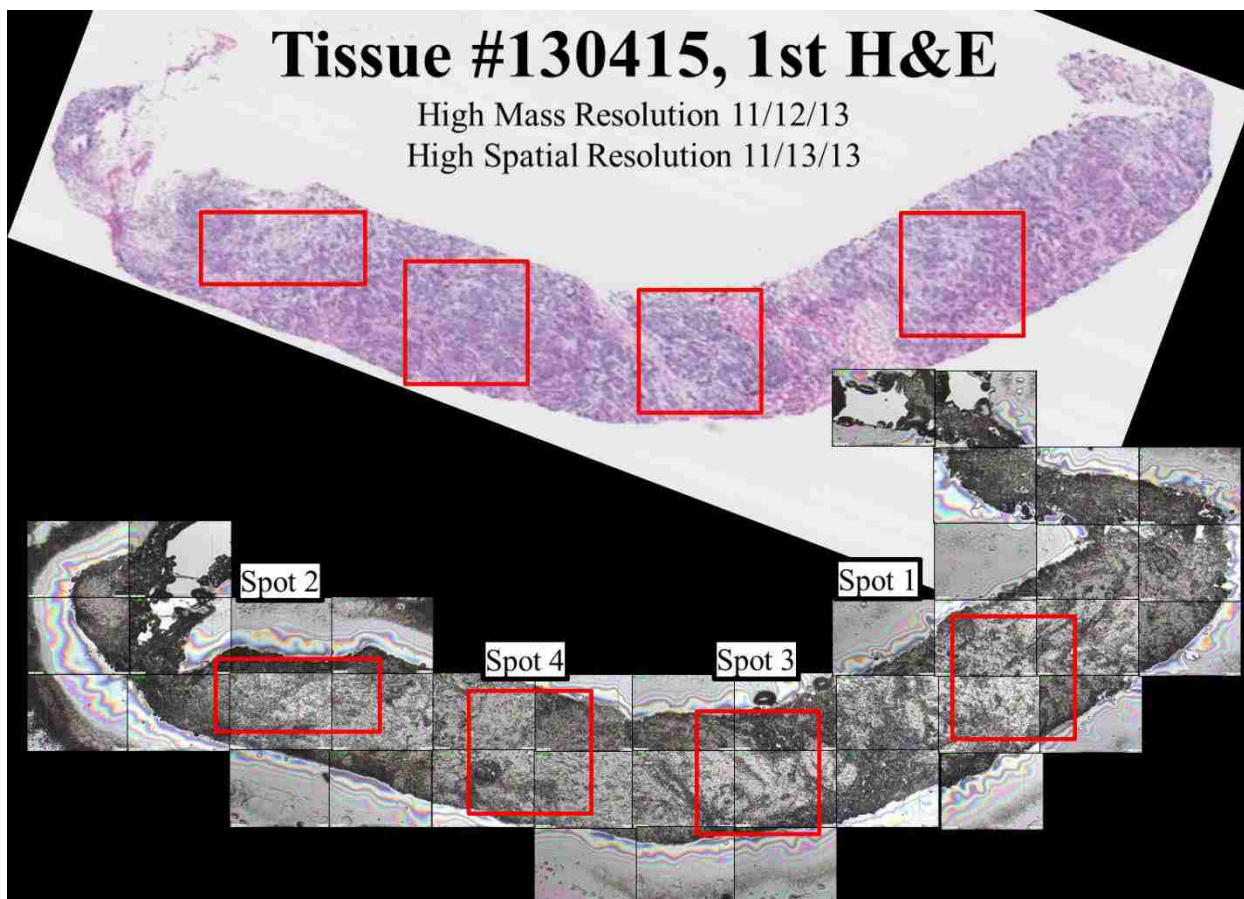 Tissue #130415, 1st H&E
High Mass Resolution 11/12/13
High Spatial Resolution 11/13/13
Spot 2
Spot 1
Spot 4
Spot 3